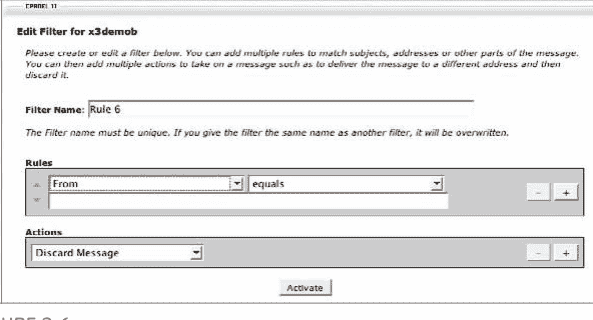 CPANEL 11
Edit Filter for x3demob
Please create or edit a filter below. You can add multiple rules to match subjects, addresses or other parts of the message.
You can then add multiple actions to take on a message such as to deliver the message to a different address and then
discard it.
Filter Name: Rule 6
The Filter name must be unique. If you give the filter the same name as another filter, it will be overwritten.
Rules
From equals
- +
Actions
Discard Message - +
Activate